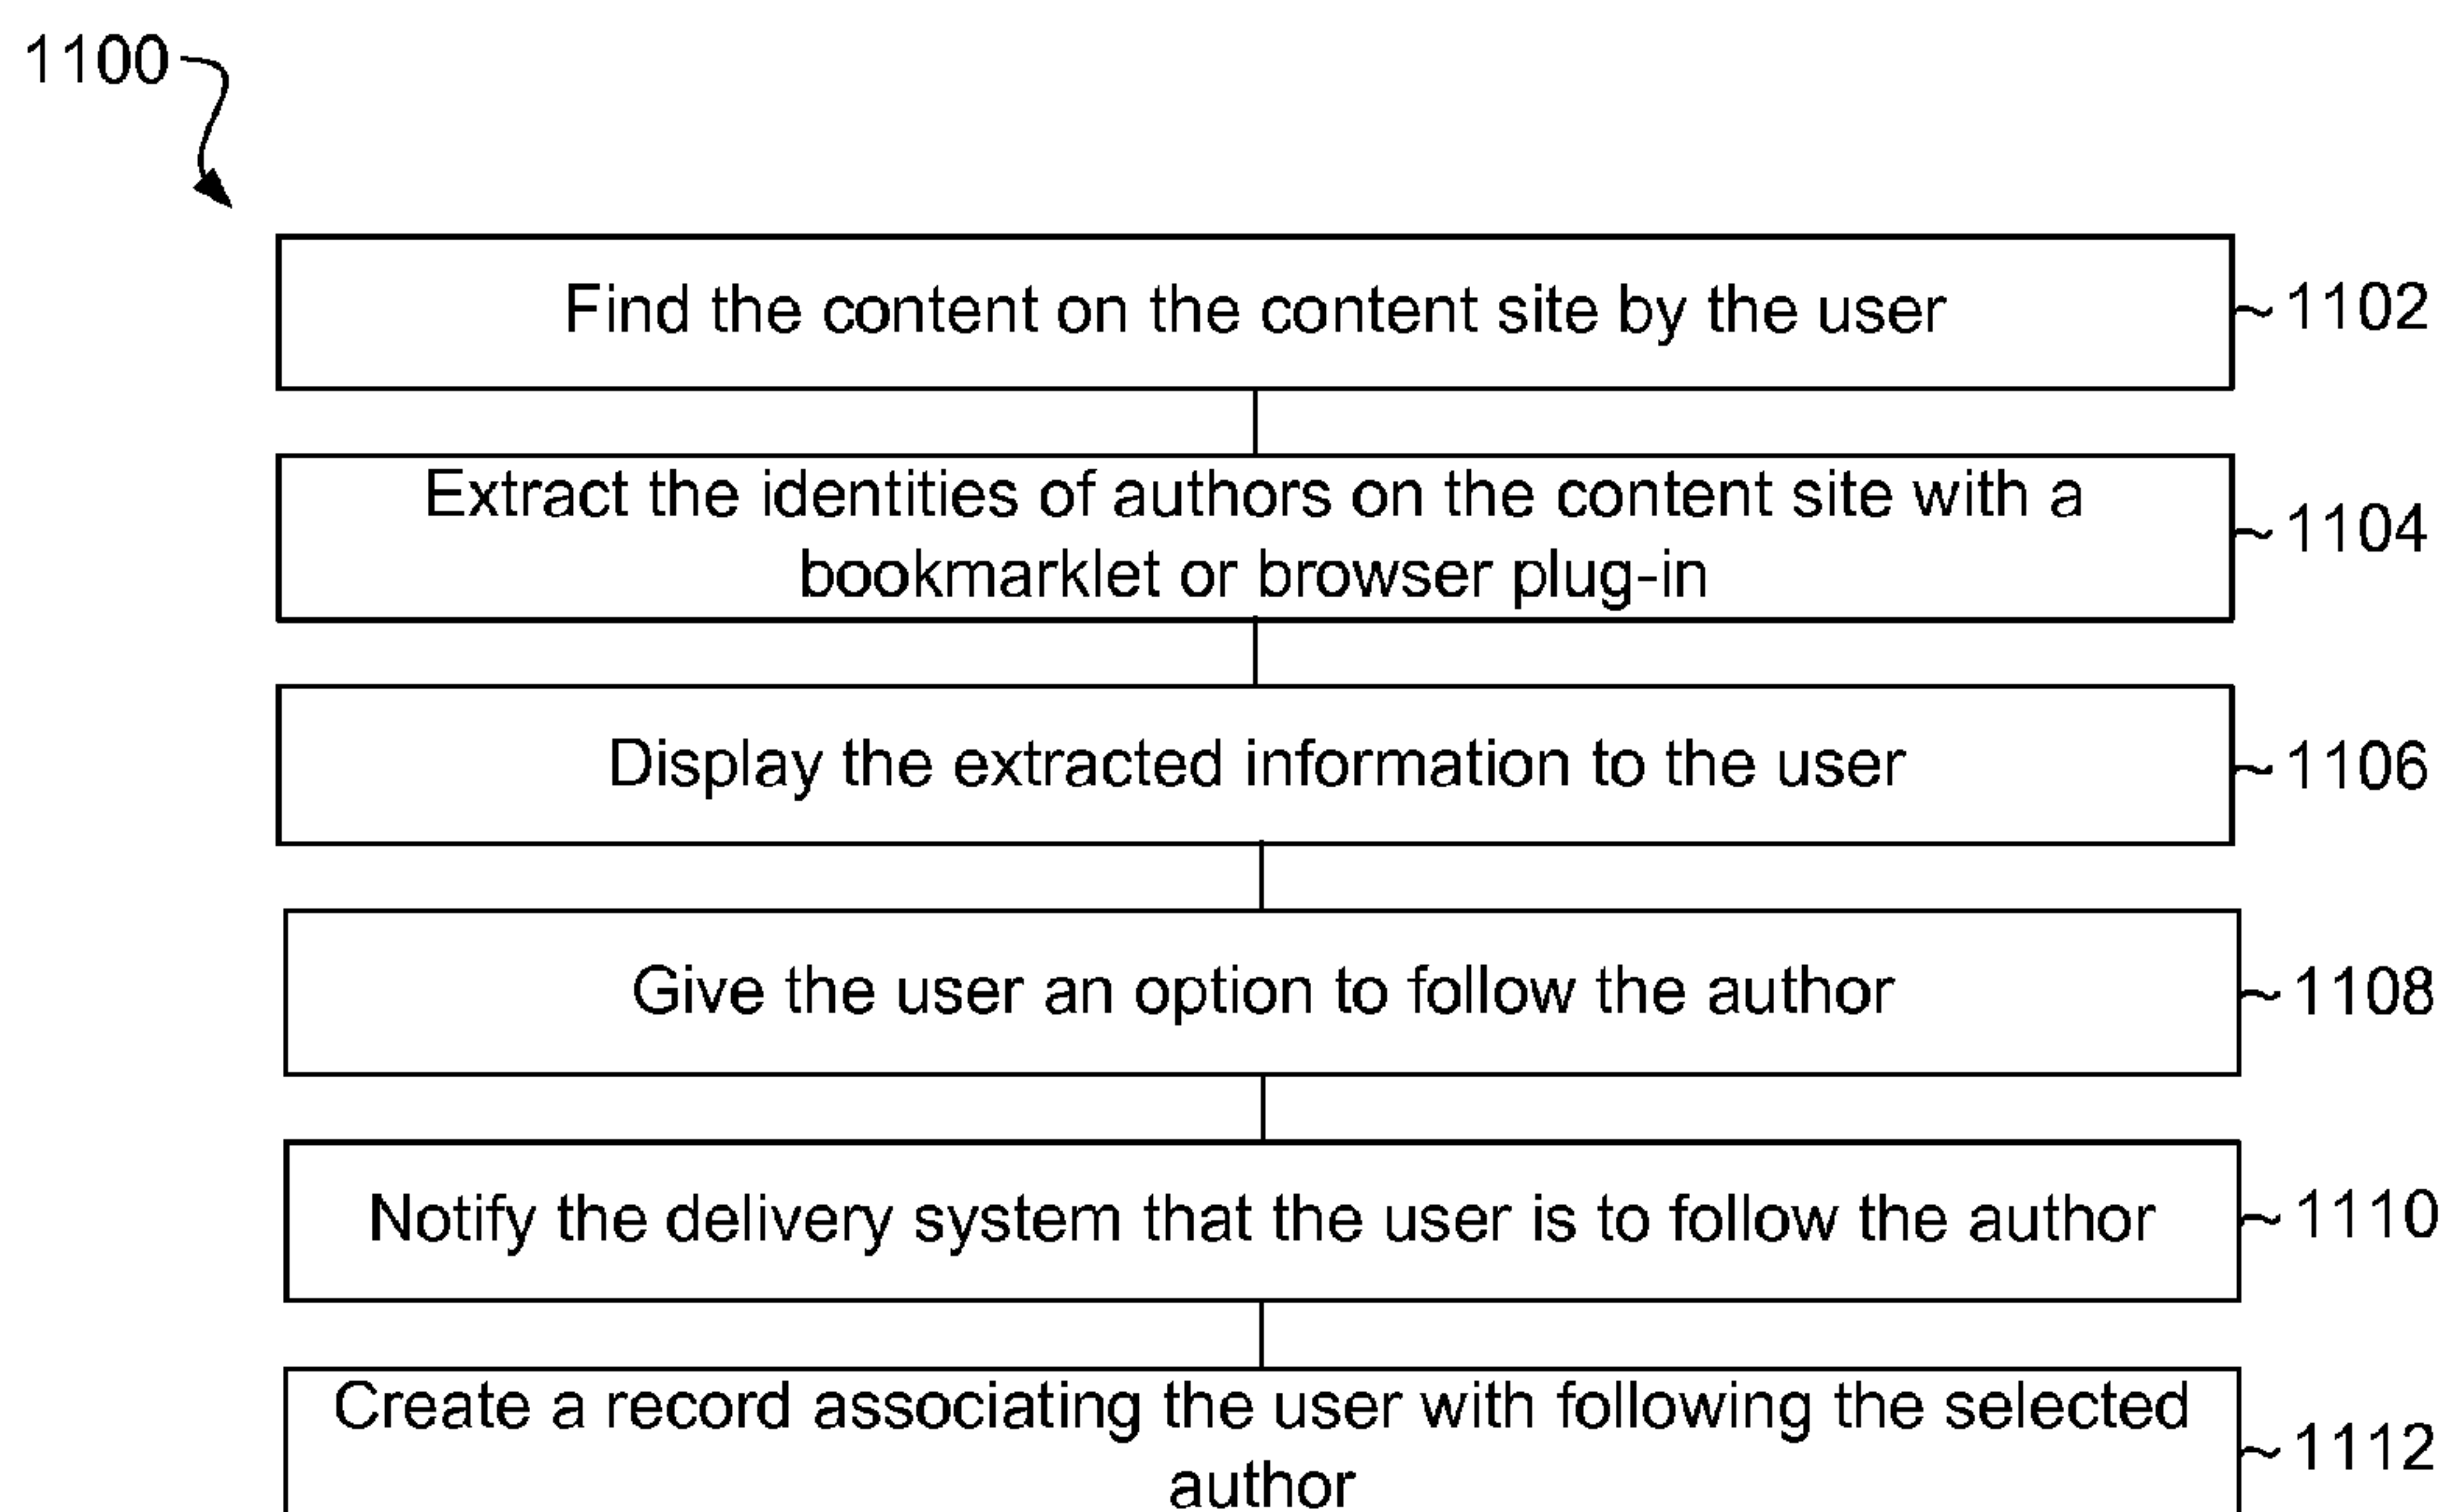 1100
Find the content on the content site by the user
1102
Extract the identities of authors on the content site with a
bookmarklet or browser plug-in
1104
Display the extracted information to the user
1106
Give the user an option to follow the author
1108
Notify the delivery system that the user is to follow the author
1110
Create a record associating the user with following the selected
author
1112